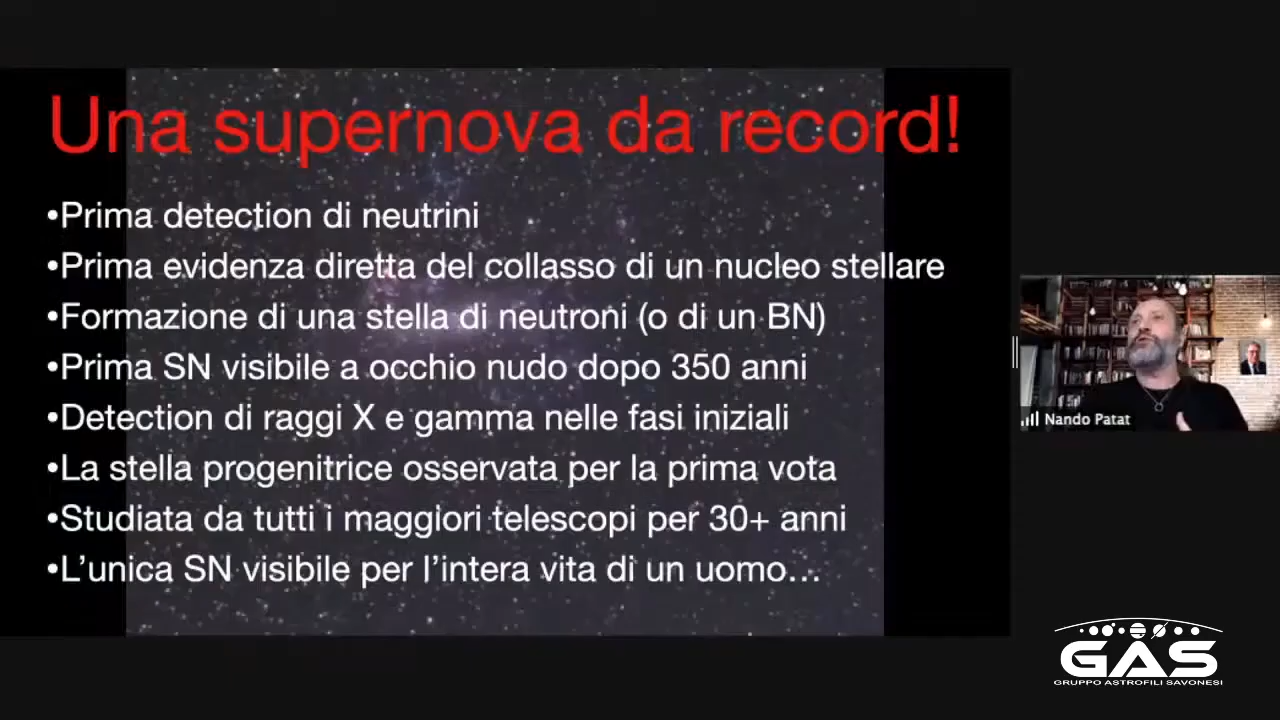 Una supernova da record!
•Prima detection di neutrini
•Prima evidenza diretta del collasso di un nucleo stellare
•Formazione di una stella di neutroni (o di un BN)
•Prima SN visibile a occhio nudo dopo 350 anni
•Detection di raggi X e gamma nelle fasi iniziali
•La stella progenitrice osservata per la prima vota
•Studiata da tutti i maggiori telescopi per 30+ anni
•L’unica SN visibile per l’intera vita di un uomo…
Nando Patat
GAS
GRUPPO ASTROFILI SAVONESI